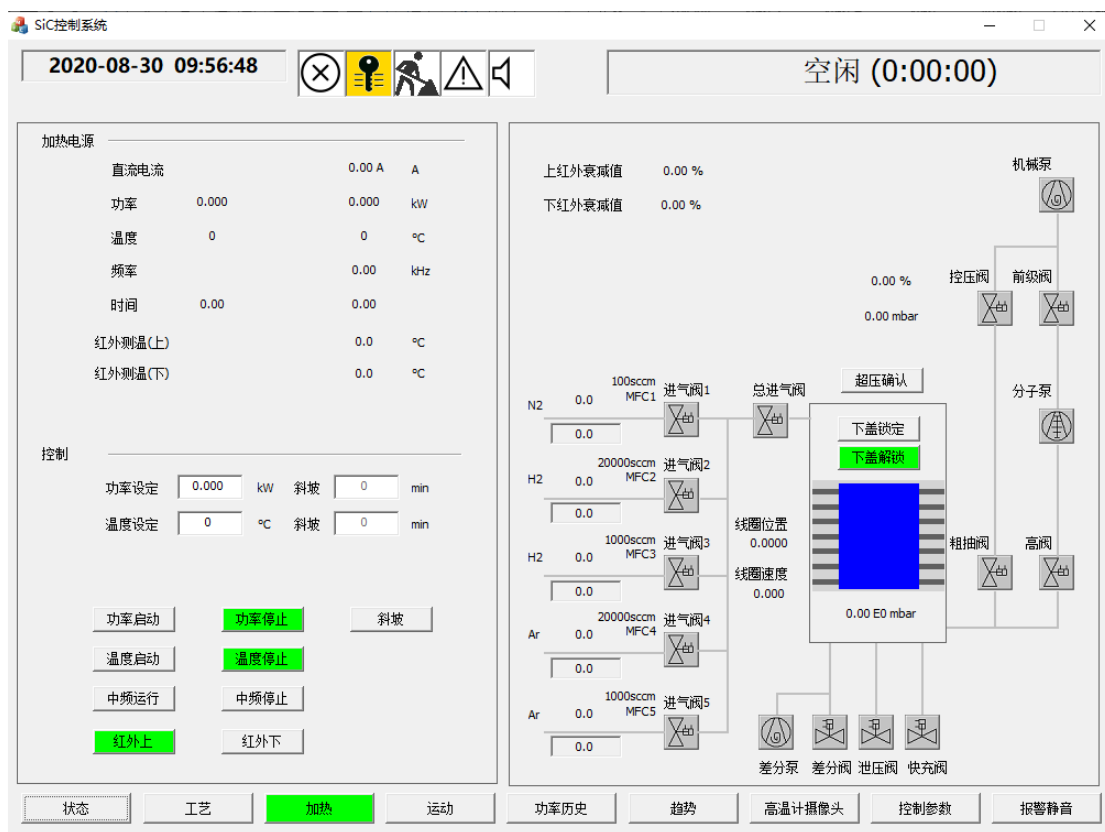 SiC控制系统
2020-08-30 09:56:48
空闲 (0:00:00)
加热电源
直流电流 0.00 A A
功率 0.000 0.000 kW
温度 0 0 °C
频率 0.00 kHz
时间 0.00 0.00
红外测温(上) 0.0 °C
红外测温(下) 0.0 °C
控制
功率设定 0.000 kW 斜坡 0 min
温度设定 0 °C 斜坡 0 min
功率启动 功率停止 斜坡
温度启动 温度停止
中频运行 中频停止
红外上 红外下
上红外衰减值 0.00 %
下红外衰减值 0.00 %
机械泵
0.00 % 控压阀 前级阀
0.00 mbar
超压确认
分子泵
100sccm 进气阀1 总进气阀
N2 0.0 MFC1
0.0
下盖锁定
下盖解锁
20000sccm 进气阀2
H2 0.0 MFC2
0.0
线圈位置
0.0000
1000sccm 进气阀3
H2 0.0 MFC3
0.0
线圈速度
0.000
粗抽阀 高阀
0.00 E0 mbar
20000sccm 进气阀4
Ar 0.0 MFC4
0.0
1000sccm 进气阀5
Ar 0.0 MFC5
0.0
差分泵 差分阀 泄压阀 快充阀
状态 工艺 加热 运动 功率历史 趋势 高温计摄像头 控制参数 报警静音